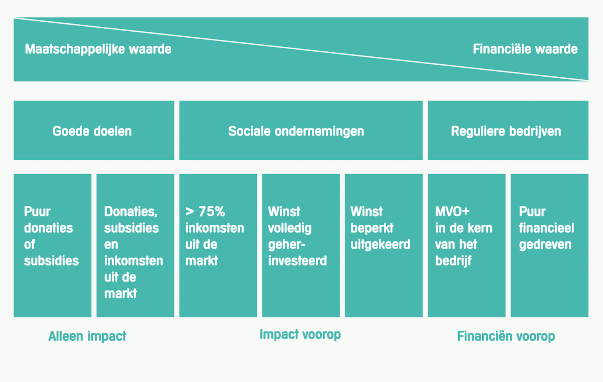 Maatschappelijke waarde
Financiële waarde
Goede doelen
Sociale ondernemingen
Reguliere bedrijven
Puur
donaties
of
subsidies
Donaties,
subsidies
en
inkomsten
uit de
markt
> 75%
inkomsten
uit de
markt
Winst
volledig
geher-
investeerd
Winst
beperkt
uitgekeerd
MVO+
in de kern
van het
bedrijf
Puur
financieel
gedreven
Alleen impact
Impact voorop
Financiën voorop